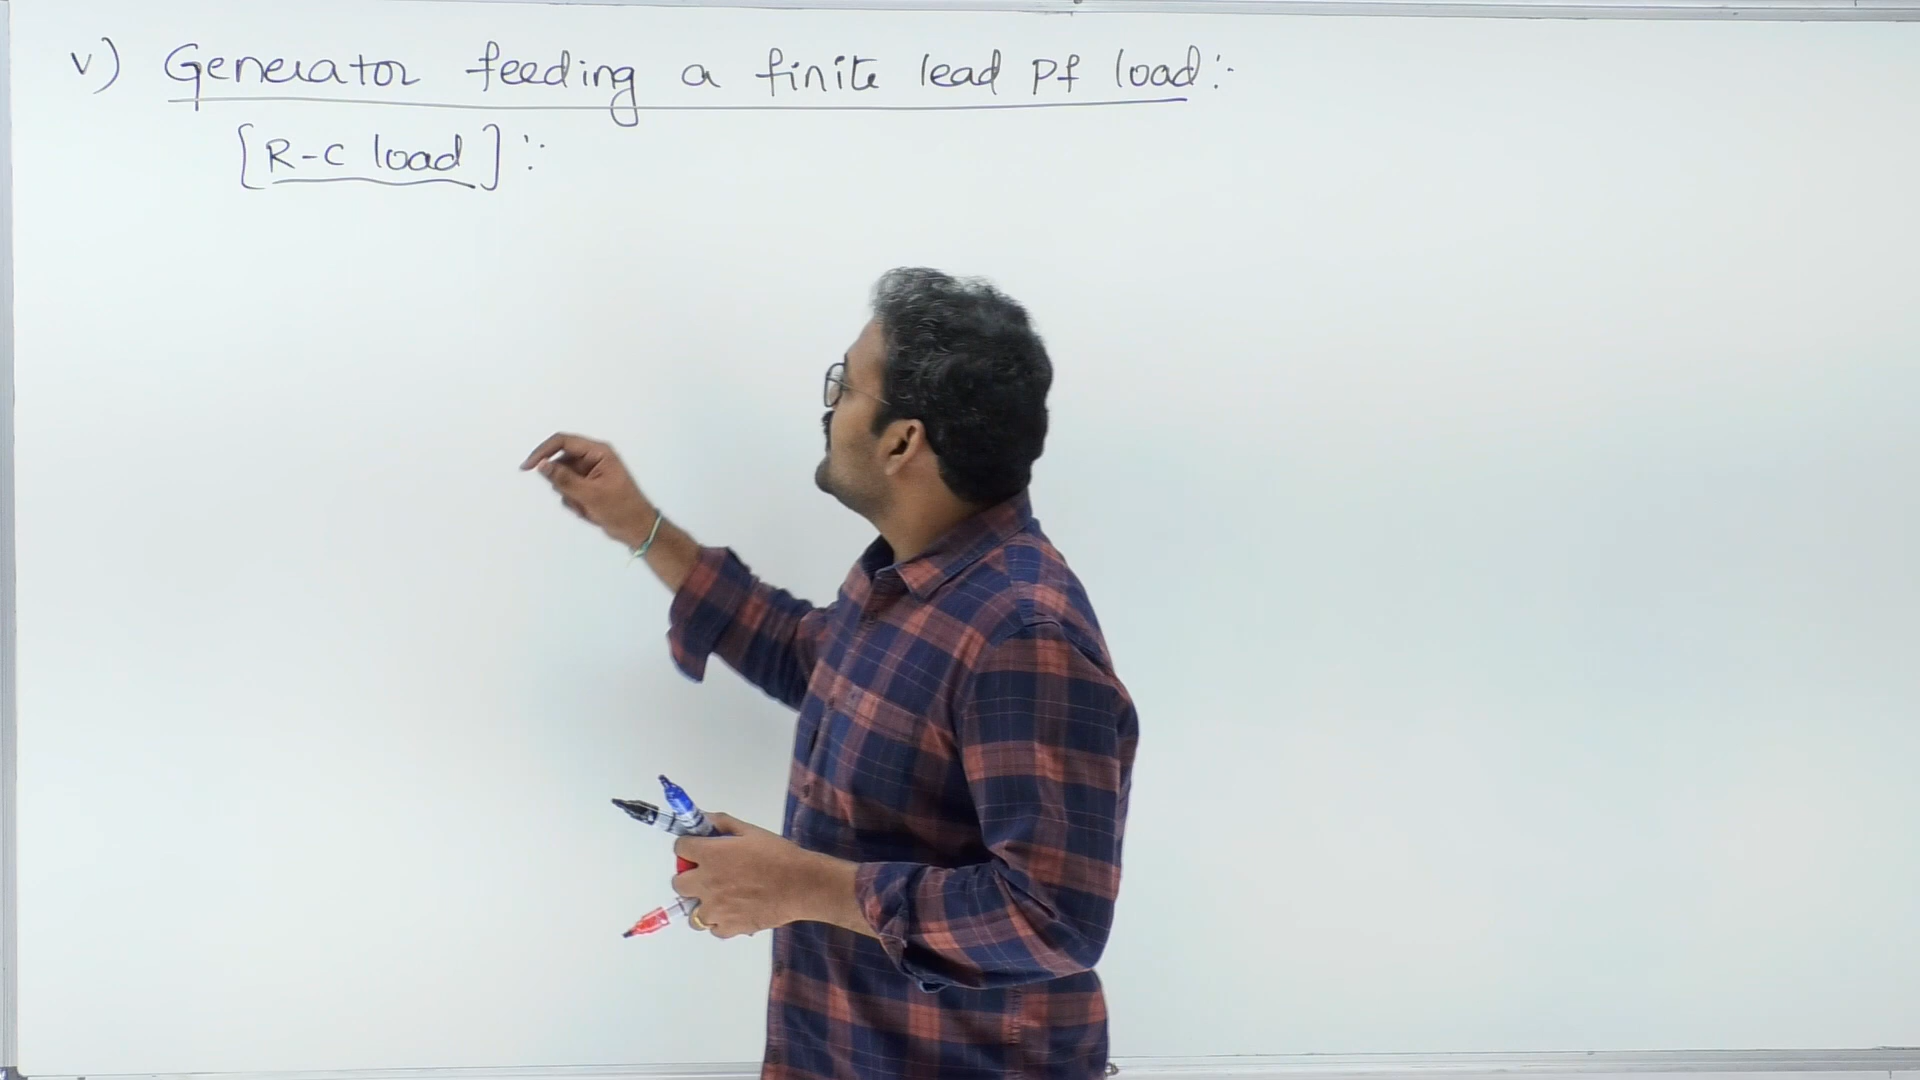 v) Generator feeding a finite lead Pf load:-
[R-C load]:-